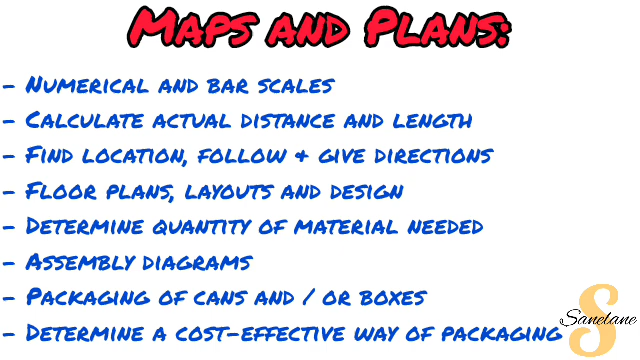 Maps and Plans:
- Numerical and bar scales
- Calculate actual distance and length
- Find location, follow & give directions
- Floor plans, layouts and design
- Determine quantity of material needed
- Assembly diagrams
- Packaging of cans and / or boxes
- Determine a cost-effective way of packaging
S
Sanelane